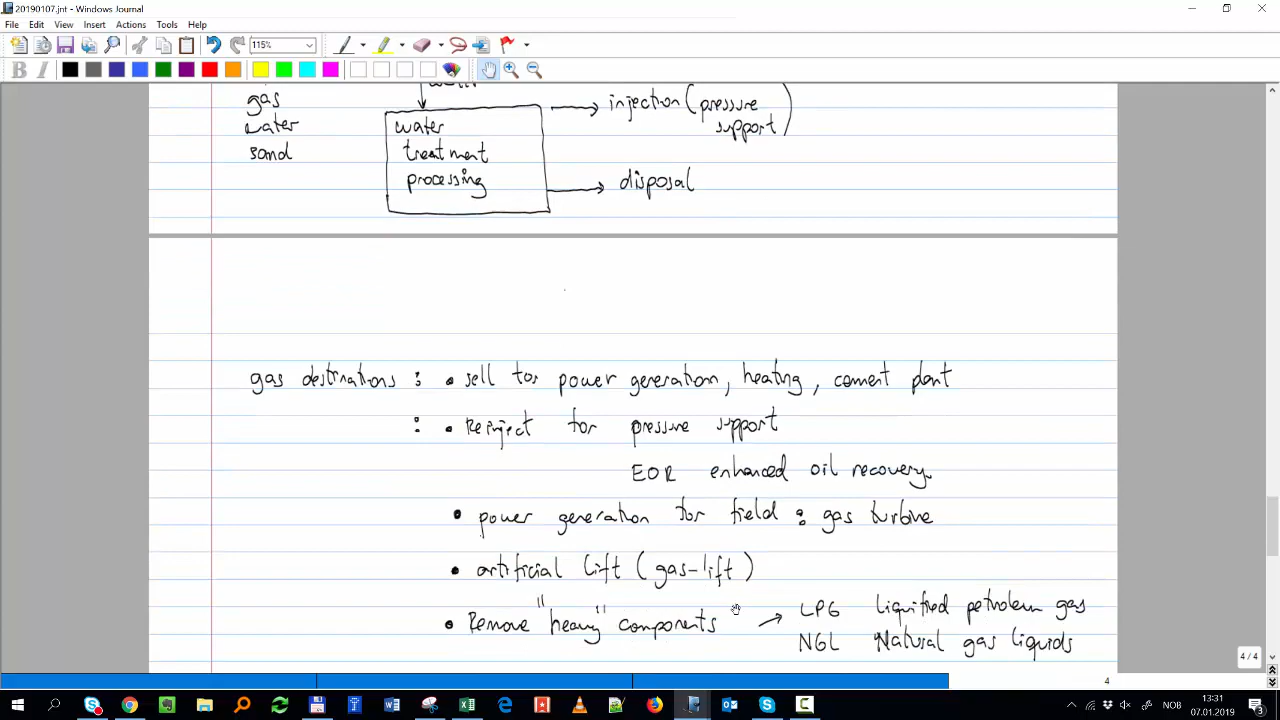 20190107.jnt - Windows Journal
File Edit View Insert Actions Tools Help
115%
B I
gas
water
sand
water
treatment
processing
injection (pressure
support)
disposal
gas destinations : • sell for power generation, heating, cement plant
: • Reinject for pressure support
EOR enhanced oil recovery
• power generation for field : gas turbine
• artificial lift (gas-lift)
• Remove "heavy" components → LPG liquified petroleum gas
NGL Natural gas liquids
4 / 4
4
NOB
13:31
07.01.2019